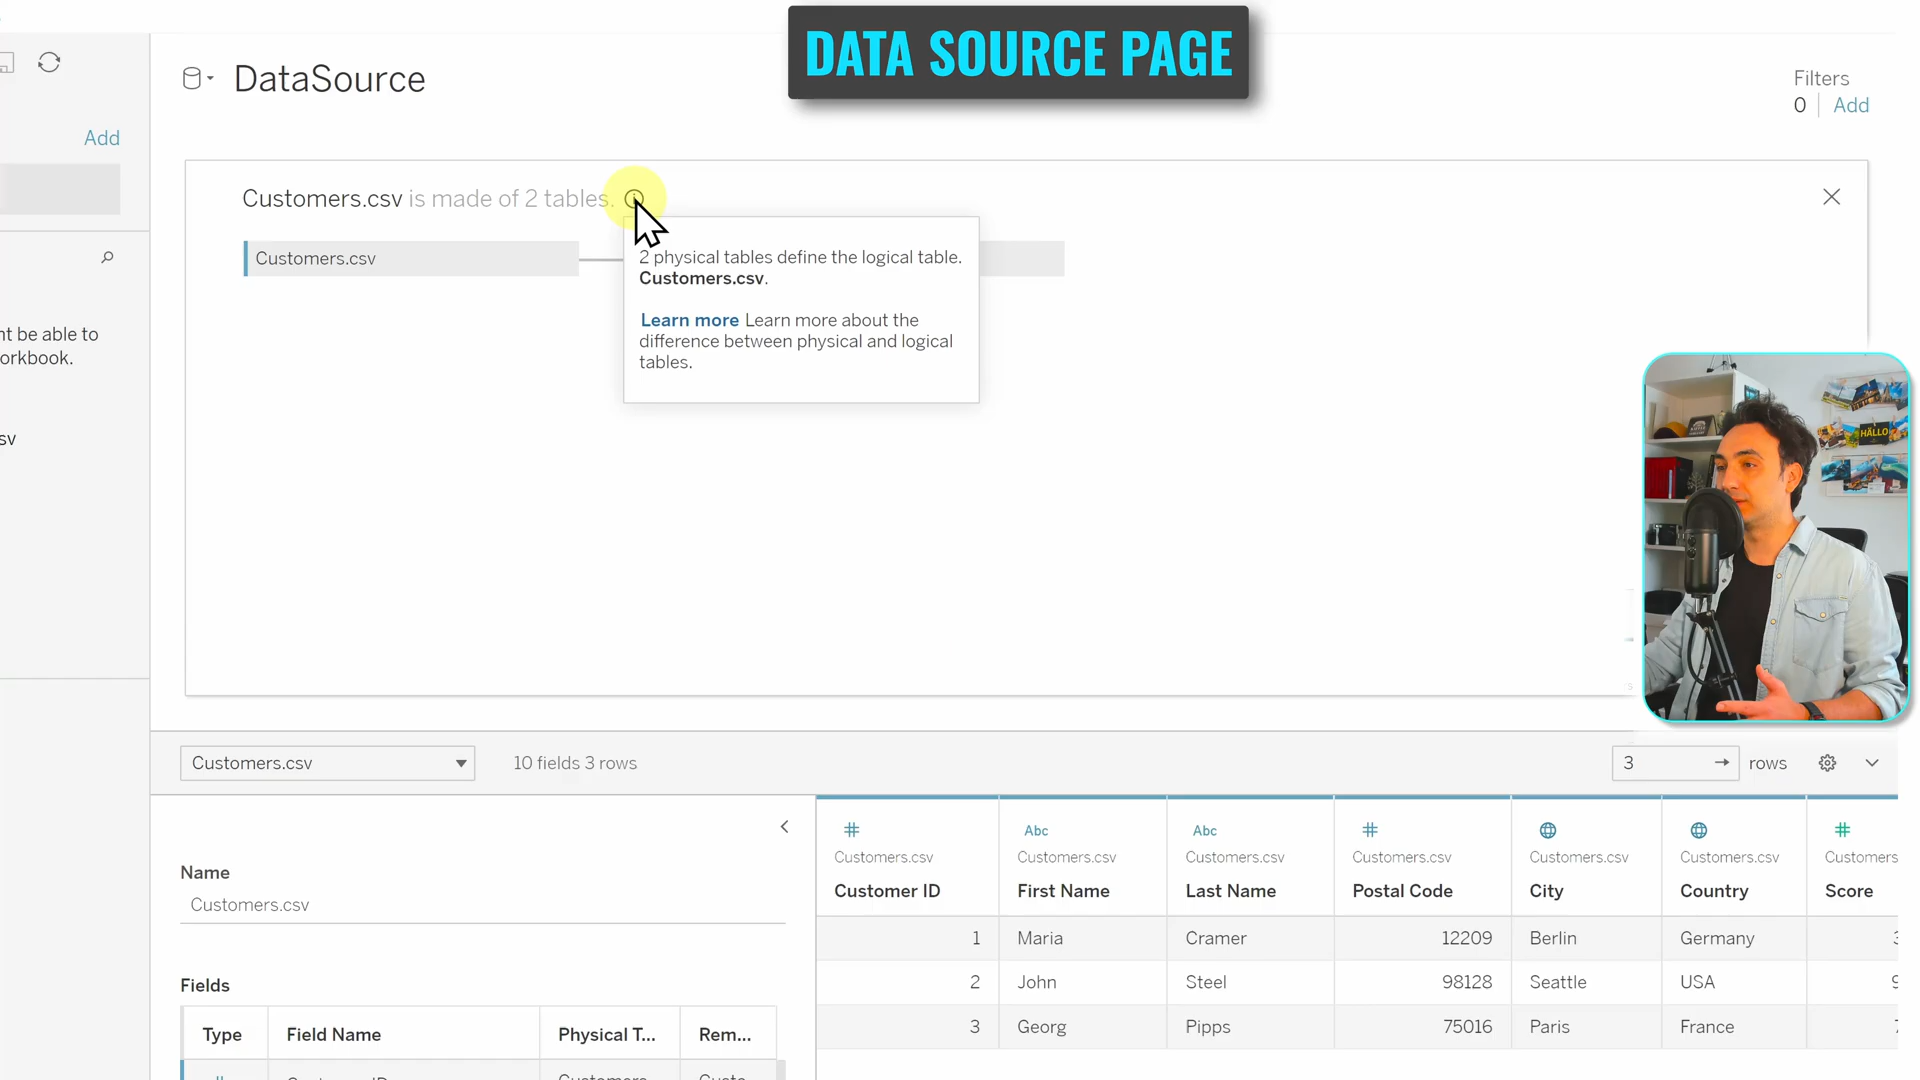 DATA SOURCE PAGE
DataSource
Filters
0 Add
Add
Customers.csv is made of 2 tables.
Customers.csv
2 physical tables define the logical table.
Customers.csv.
Learn more Learn more about the
difference between physical and logical
tables.
nt be able to
orkbook.
sv
HALLO
Customers.csv
10 fields 3 rows
3 → rows
Name
Customers.csv
Fields
Type Field Name Physical T... Rem...
# Abc Abc # #
Customers.csv Customers.csv Customers.csv Customers.csv Customers.csv Customers.csv Customers
Customer ID First Name Last Name Postal Code City Country Score
1 Maria Cramer 12209 Berlin Germany
2 John Steel 98128 Seattle USA
3 Georg Pipps 75016 Paris France